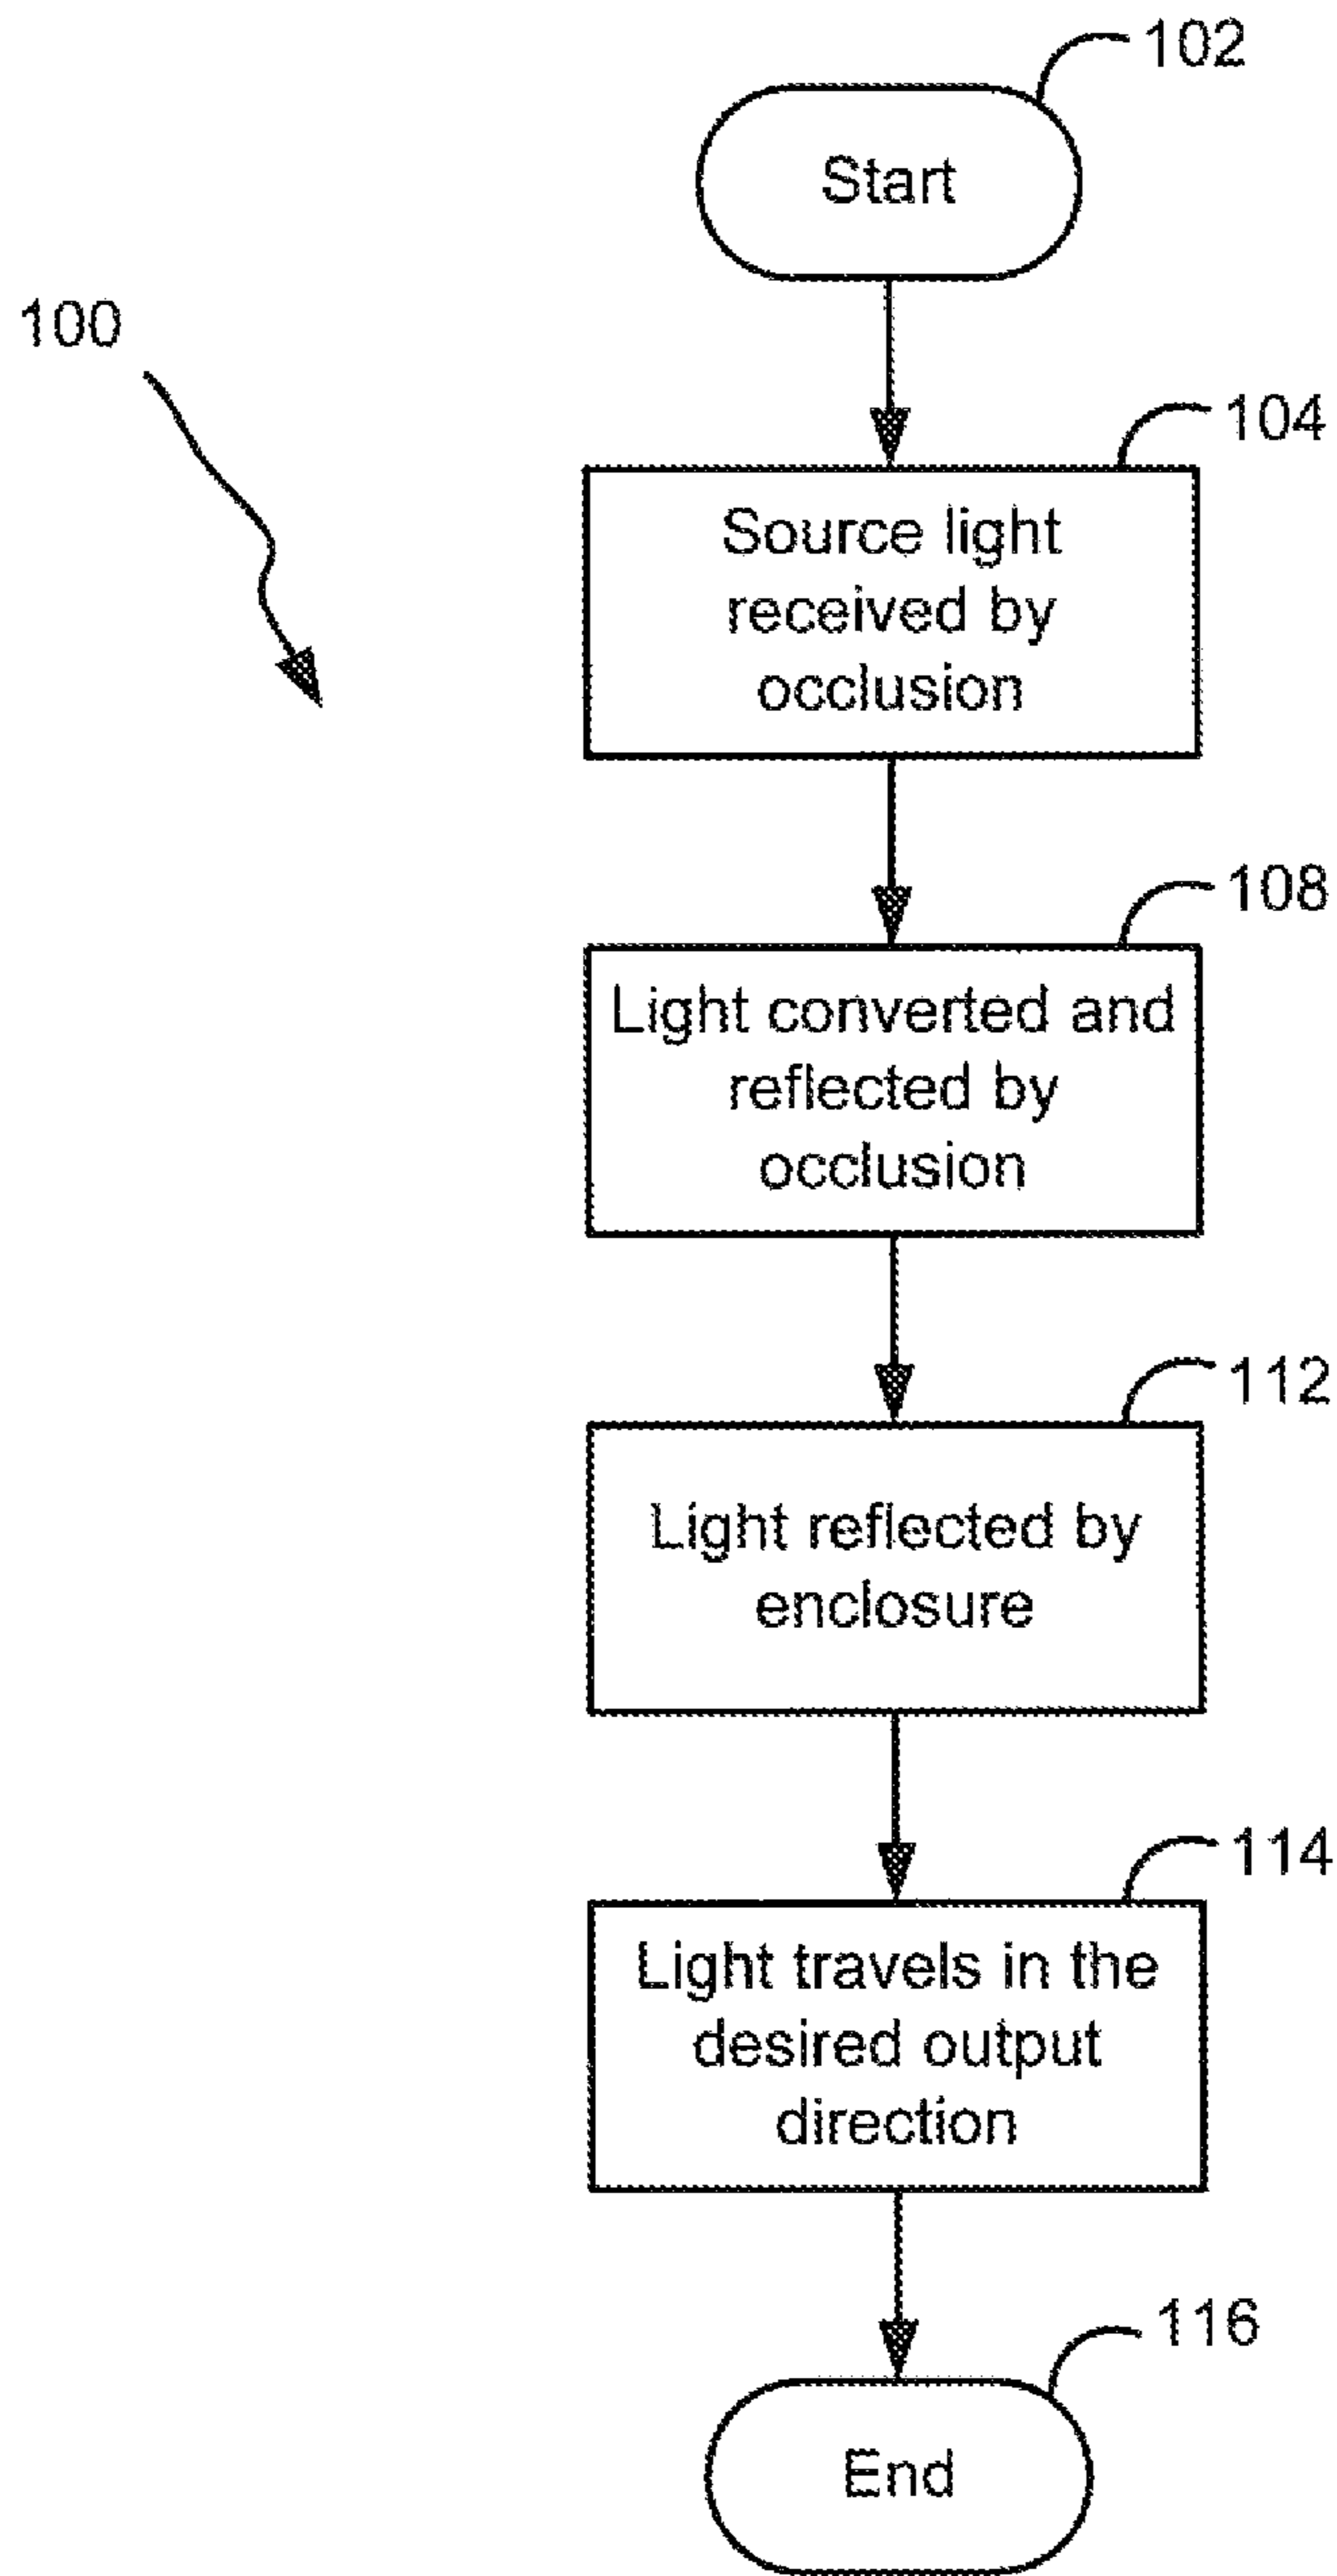 102
Start
100
104
Source light
received by
occlusion
108
Light converted and
reflected by
occlusion
112
Light reflected by
enclosure
114
Light travels in the
desired output
direction
116
End